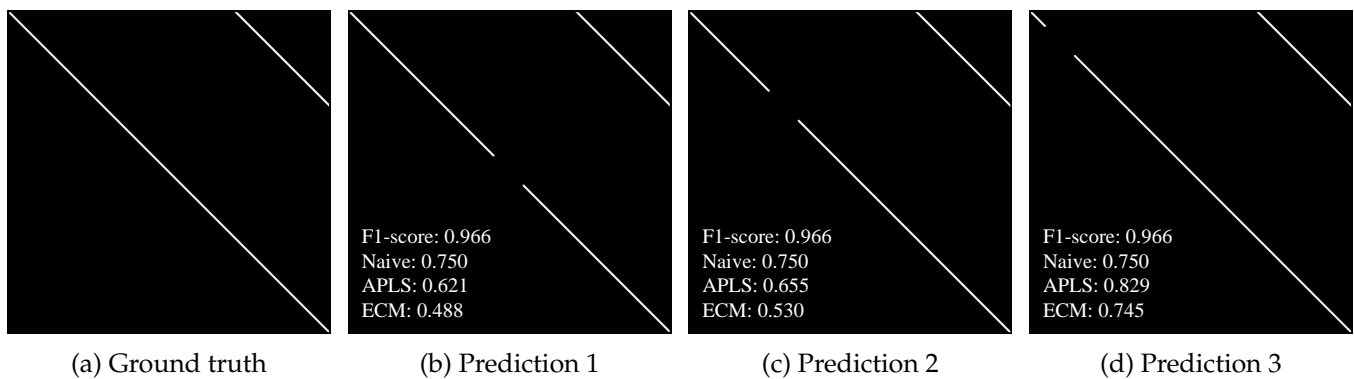 F1-score: 0.966
Naive: 0.750
APLS: 0.621
ECM: 0.488
F1-score: 0.966
Naive: 0.750
APLS: 0.655
ECM: 0.530
F1-score: 0.966
Naive: 0.750
APLS: 0.829
ECM: 0.745
(a) Ground truth
(b) Prediction 1
(c) Prediction 2
(d) Prediction 3